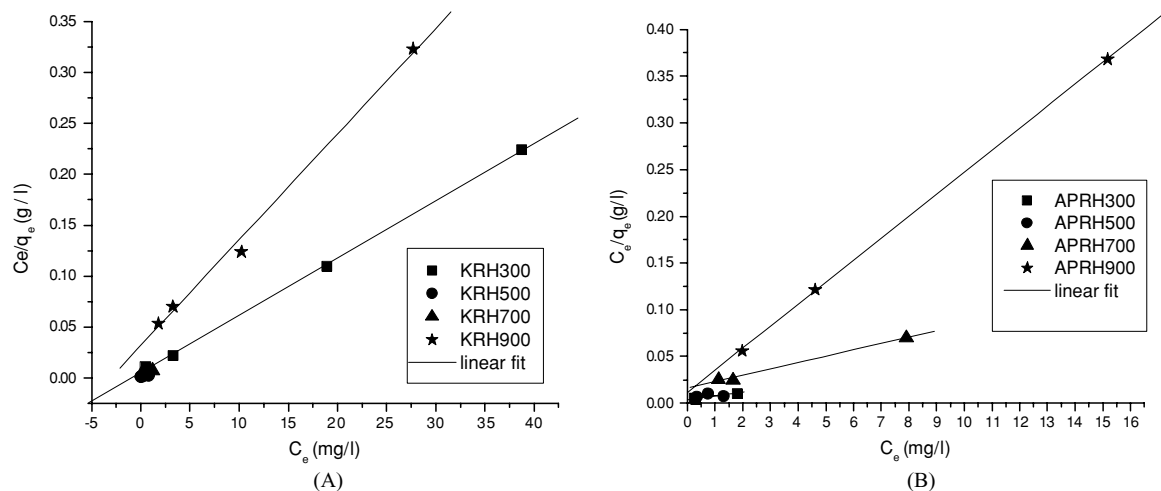 0.35
0.30
0.25
0.20
0.15
0.10
0.05
0.00
Ce/qe (g / l)
-5 0 5 10 15 20 25 30 35 40
Ce (mg/l)
KRH300
KRH500
KRH700
KRH900
linear fit
(A)
0.40
0.35
0.30
0.25
0.20
0.15
0.10
0.05
0.00
Ce/qe (g/l)
0 1 2 3 4 5 6 7 8 9 10 11 12 13 14 15 16
Ce (mg/l)
APRH300
APRH500
APRH700
APRH900
linear fit
(B)